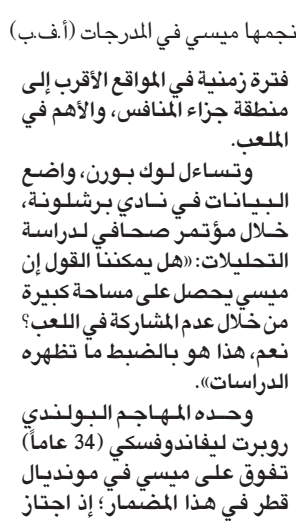 نجمها ميسي في المدرجات (أ.ف.ب)
فترة زمنية في المواقع الأقرب إلى
منطقة جزاء المنافس، والأهم في
الملعب.
وتساءل لوك بورن، واضع
البيانات في نادي برشلونة،
خلال مؤتمر صحافي لدراسة
التحليلات: «هل يمكننا القول إن
ميسي يحصل على مساحة كبيرة
من خلال عدم المشاركة في اللعب؟
نعم، هذا هو بالضبط ما تظهره
الدراسات».
وحده المهاجم البولندي
روبرت ليفاندوفسكي (34 عاماً)
تفوق على ميسي في مونديال
قطر في هذا المضمار؛ إذ اجتاز